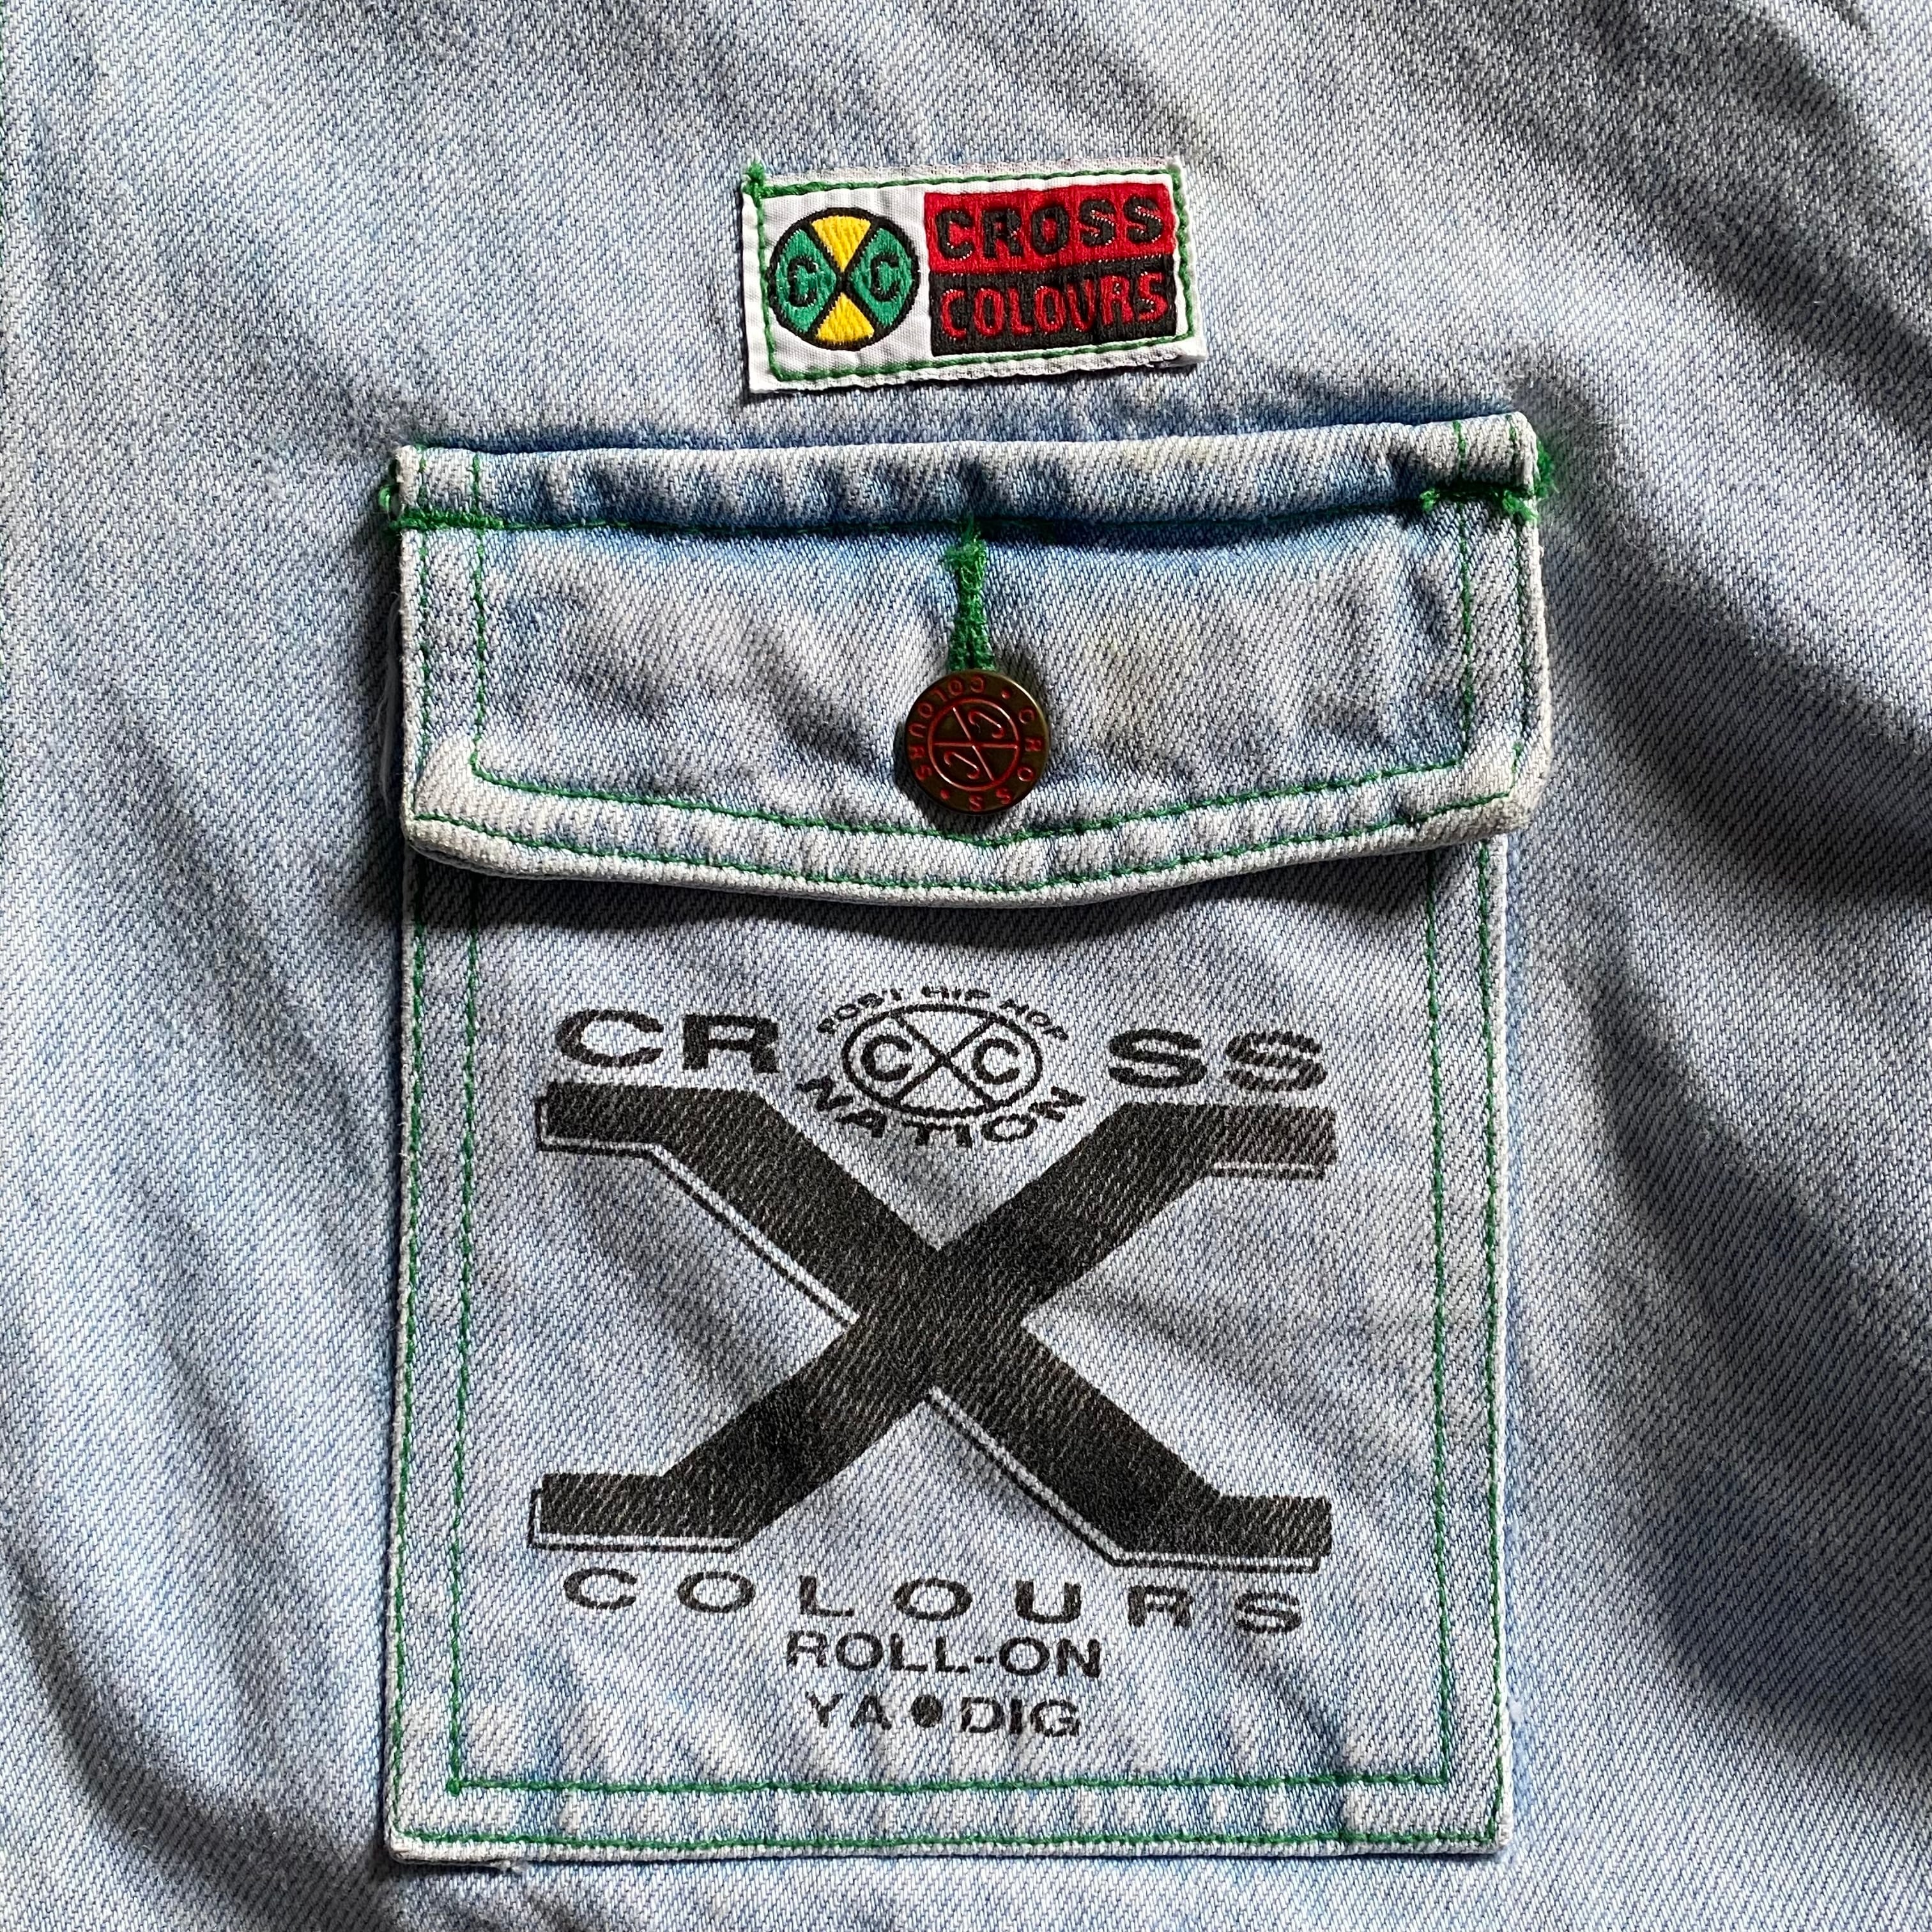 C C
CROSS
COLOURS
CROSS • COLOURS •
C C
POST HIP HOP
CR SS
C C
NATION
COLOURS
ROLL-ON
YA•DIG